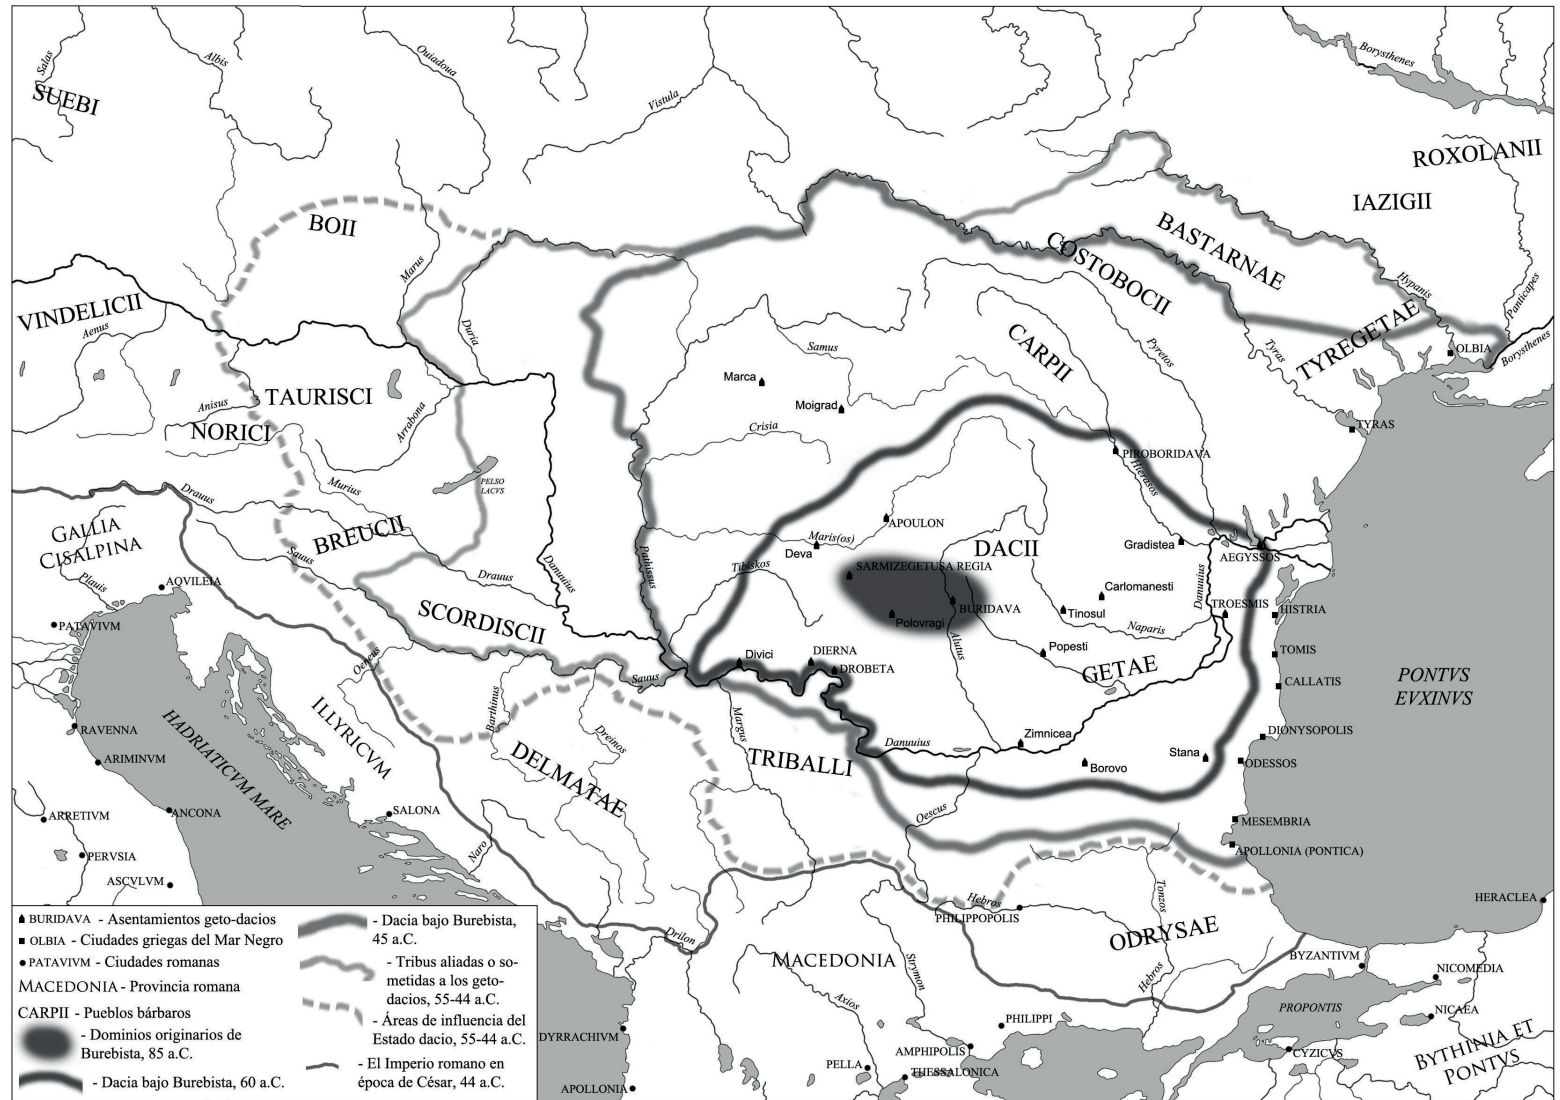 Borysthenes
Salas
Albis
Ouiadoua
Vistula
SUEBI
ROXOLANII
IAZIGII
BOII
BASTARNAE
COSTOBOCII
Marus
Hypanis
Panticapes
VINDELICII
Aenus
Duria
CARPII
Samus
Pyretos
Tyras
TYREGETAE
OLBIA
Borysthenes
Marca
Moigrad
TAURISCI
Anisus
Arrabona
NORICI
Crisia
TYRAS
PIROBORIDAVA
Hierasos
PELSO
LACVS
Drauus
Murius
GALLIA
CISALPINA
BREUCII
Sauus
APOULON
Maris(os)
Deva
DACII
Gradistea
AEGYSSOS
Plauis
AQVILEIA
Drauus
Danuuius
Pathissus
Tibiskos
SARMIZEGETUSA REGIA
Carlomanesti
Danuuius
BURIDAVA
Tinosul
TROESMIS
HISTRIA
PATAVIVM
SCORDISCII
Polovragi
Naparis
Alutus
Popesti
TOMIS
Oeneus
Divici
DIERNA
DROBETA
GETAE
Sauus
CALLATIS
PONTVS
EVXINVS
Barthinus
Margus
RAVENNA
HADRIATICVM MARE
ILLYRICVM
Dreinos
DIONYSOPOLIS
Zimnicea
Danuuius
ARIMINVM
DELMATAE
TRIBALLI
Borovo
Stana
ODESSOS
ARRETIVM
ANCONA
SALONA
Oescus
MESEMBRIA
PERVSIA
Naro
APOLLONIA (PONTICA)
ASCVLVM
Hebros
Tonzos
HERACLEA
PHILIPPOPOLIS
ODRYSAE
Drilon
MACEDONIA
Strymon
BYZANTIVM
Hebros
NICOMEDIA
Axios
PROPONTIS
NICAEA
PHILIPPI
DYRRACHIVM
AMPHIPOLIS
PELLA
THESSALONICA
CYZICVS
BYTHINIA ET
PONTVS
APOLLONIA
BURIDAVA - Asentamientos geto-dacios
OLBIA - Ciudades griegas del Mar Negro
PATAVIVM - Ciudades romanas
MACEDONIA - Provincia romana
CARPII - Pueblos bárbaros
- Dominios originarios de
Burebista, 85 a.C.
- Dacia bajo Burebista, 60 a.C.
- Dacia bajo Burebista,
45 a.C.
- Tribus aliadas o so-
metidas a los geto-
dacios, 55-44 a.C.
- Áreas de influencia del
Estado dacio, 55-44 a.C.
- El Imperio romano en
época de César, 44 a.C.